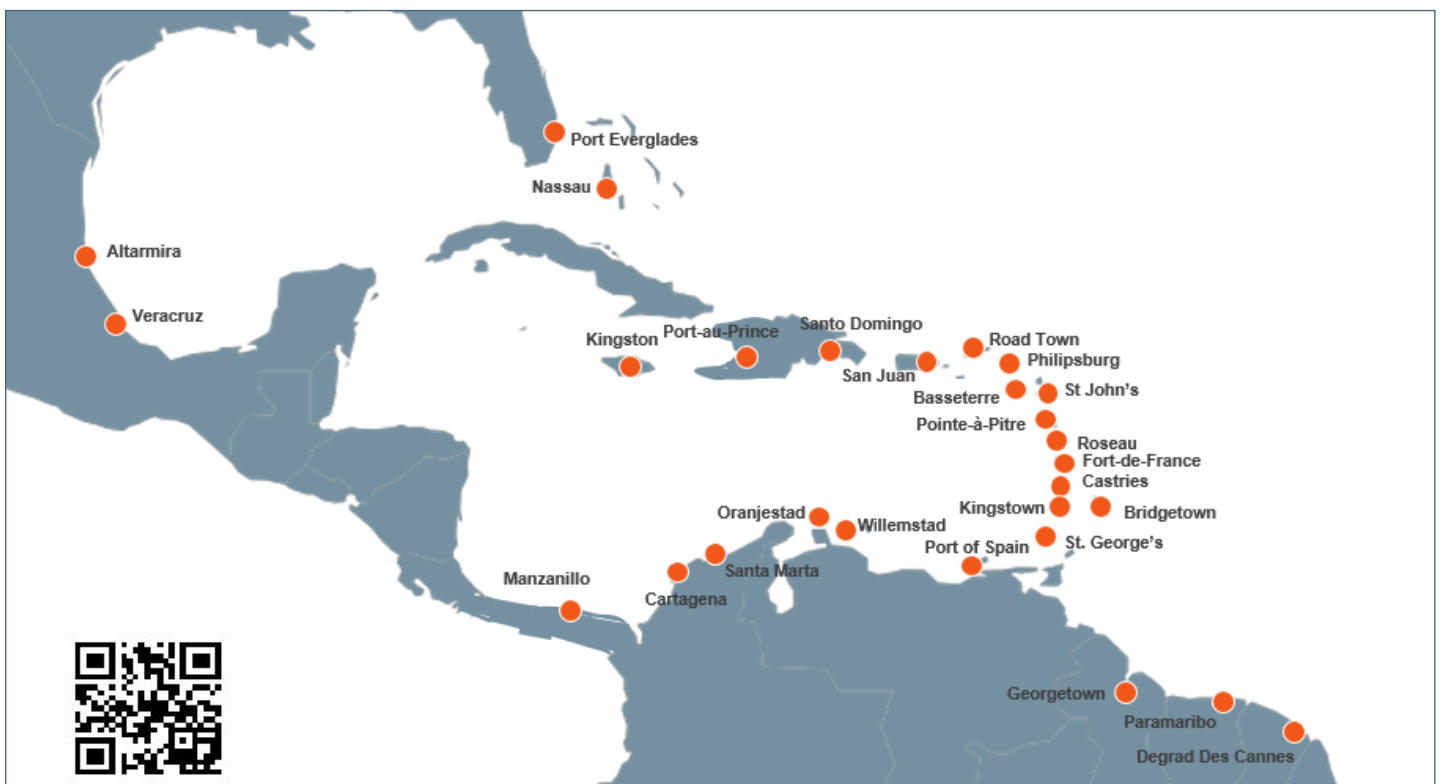 Port Everglades
Nassau
Altarmira
Veracruz
Kingston
Port-au-Prince
Santo Domingo
San Juan
Road Town
Philipsburg
Basseterre
St John's
Pointe-à-Pitre
Roseau
Fort-de-France
Castries
Kingstown
Bridgetown
Oranjestad
Willemstad
Port of Spain
St. George's
Santa Marta
Manzanillo
Cartagena
Georgetown
Paramaribo
Degrad Des Cannes